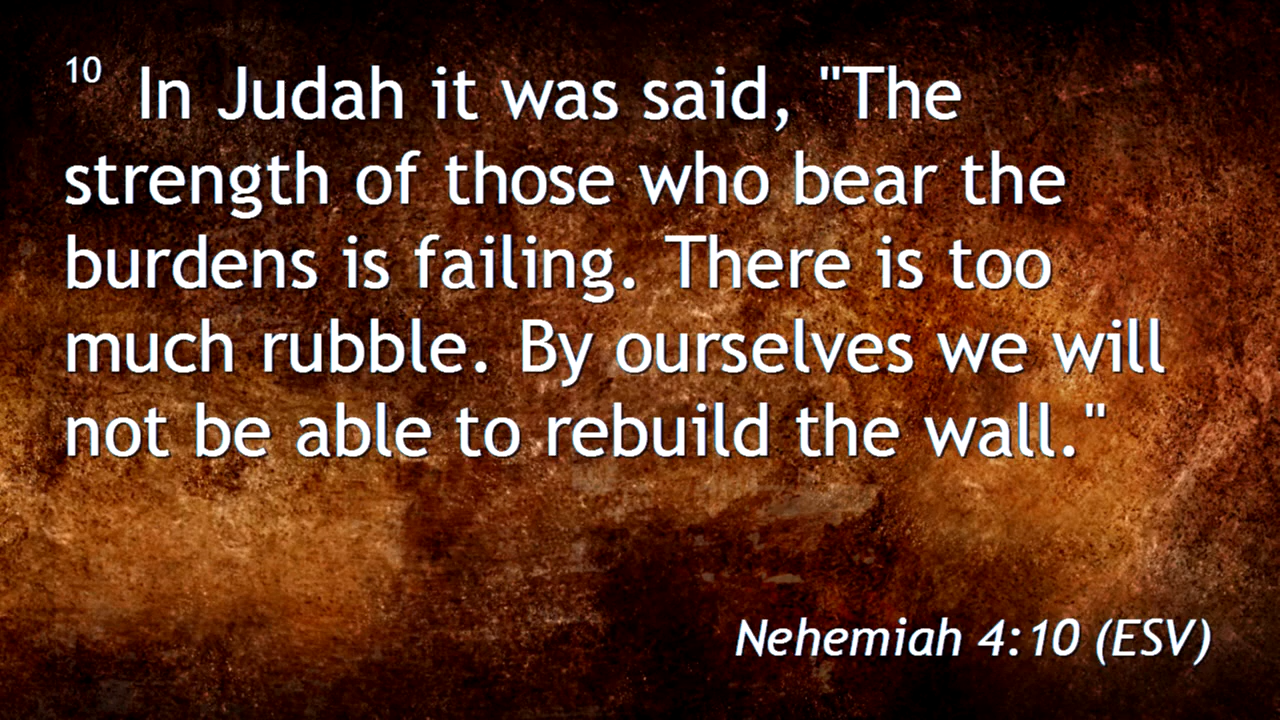 10 In Judah it was said, "The
strength of those who bear the
burdens is failing. There is too
much rubble. By ourselves we will
not be able to rebuild the wall."
Nehemiah 4:10 (ESV)